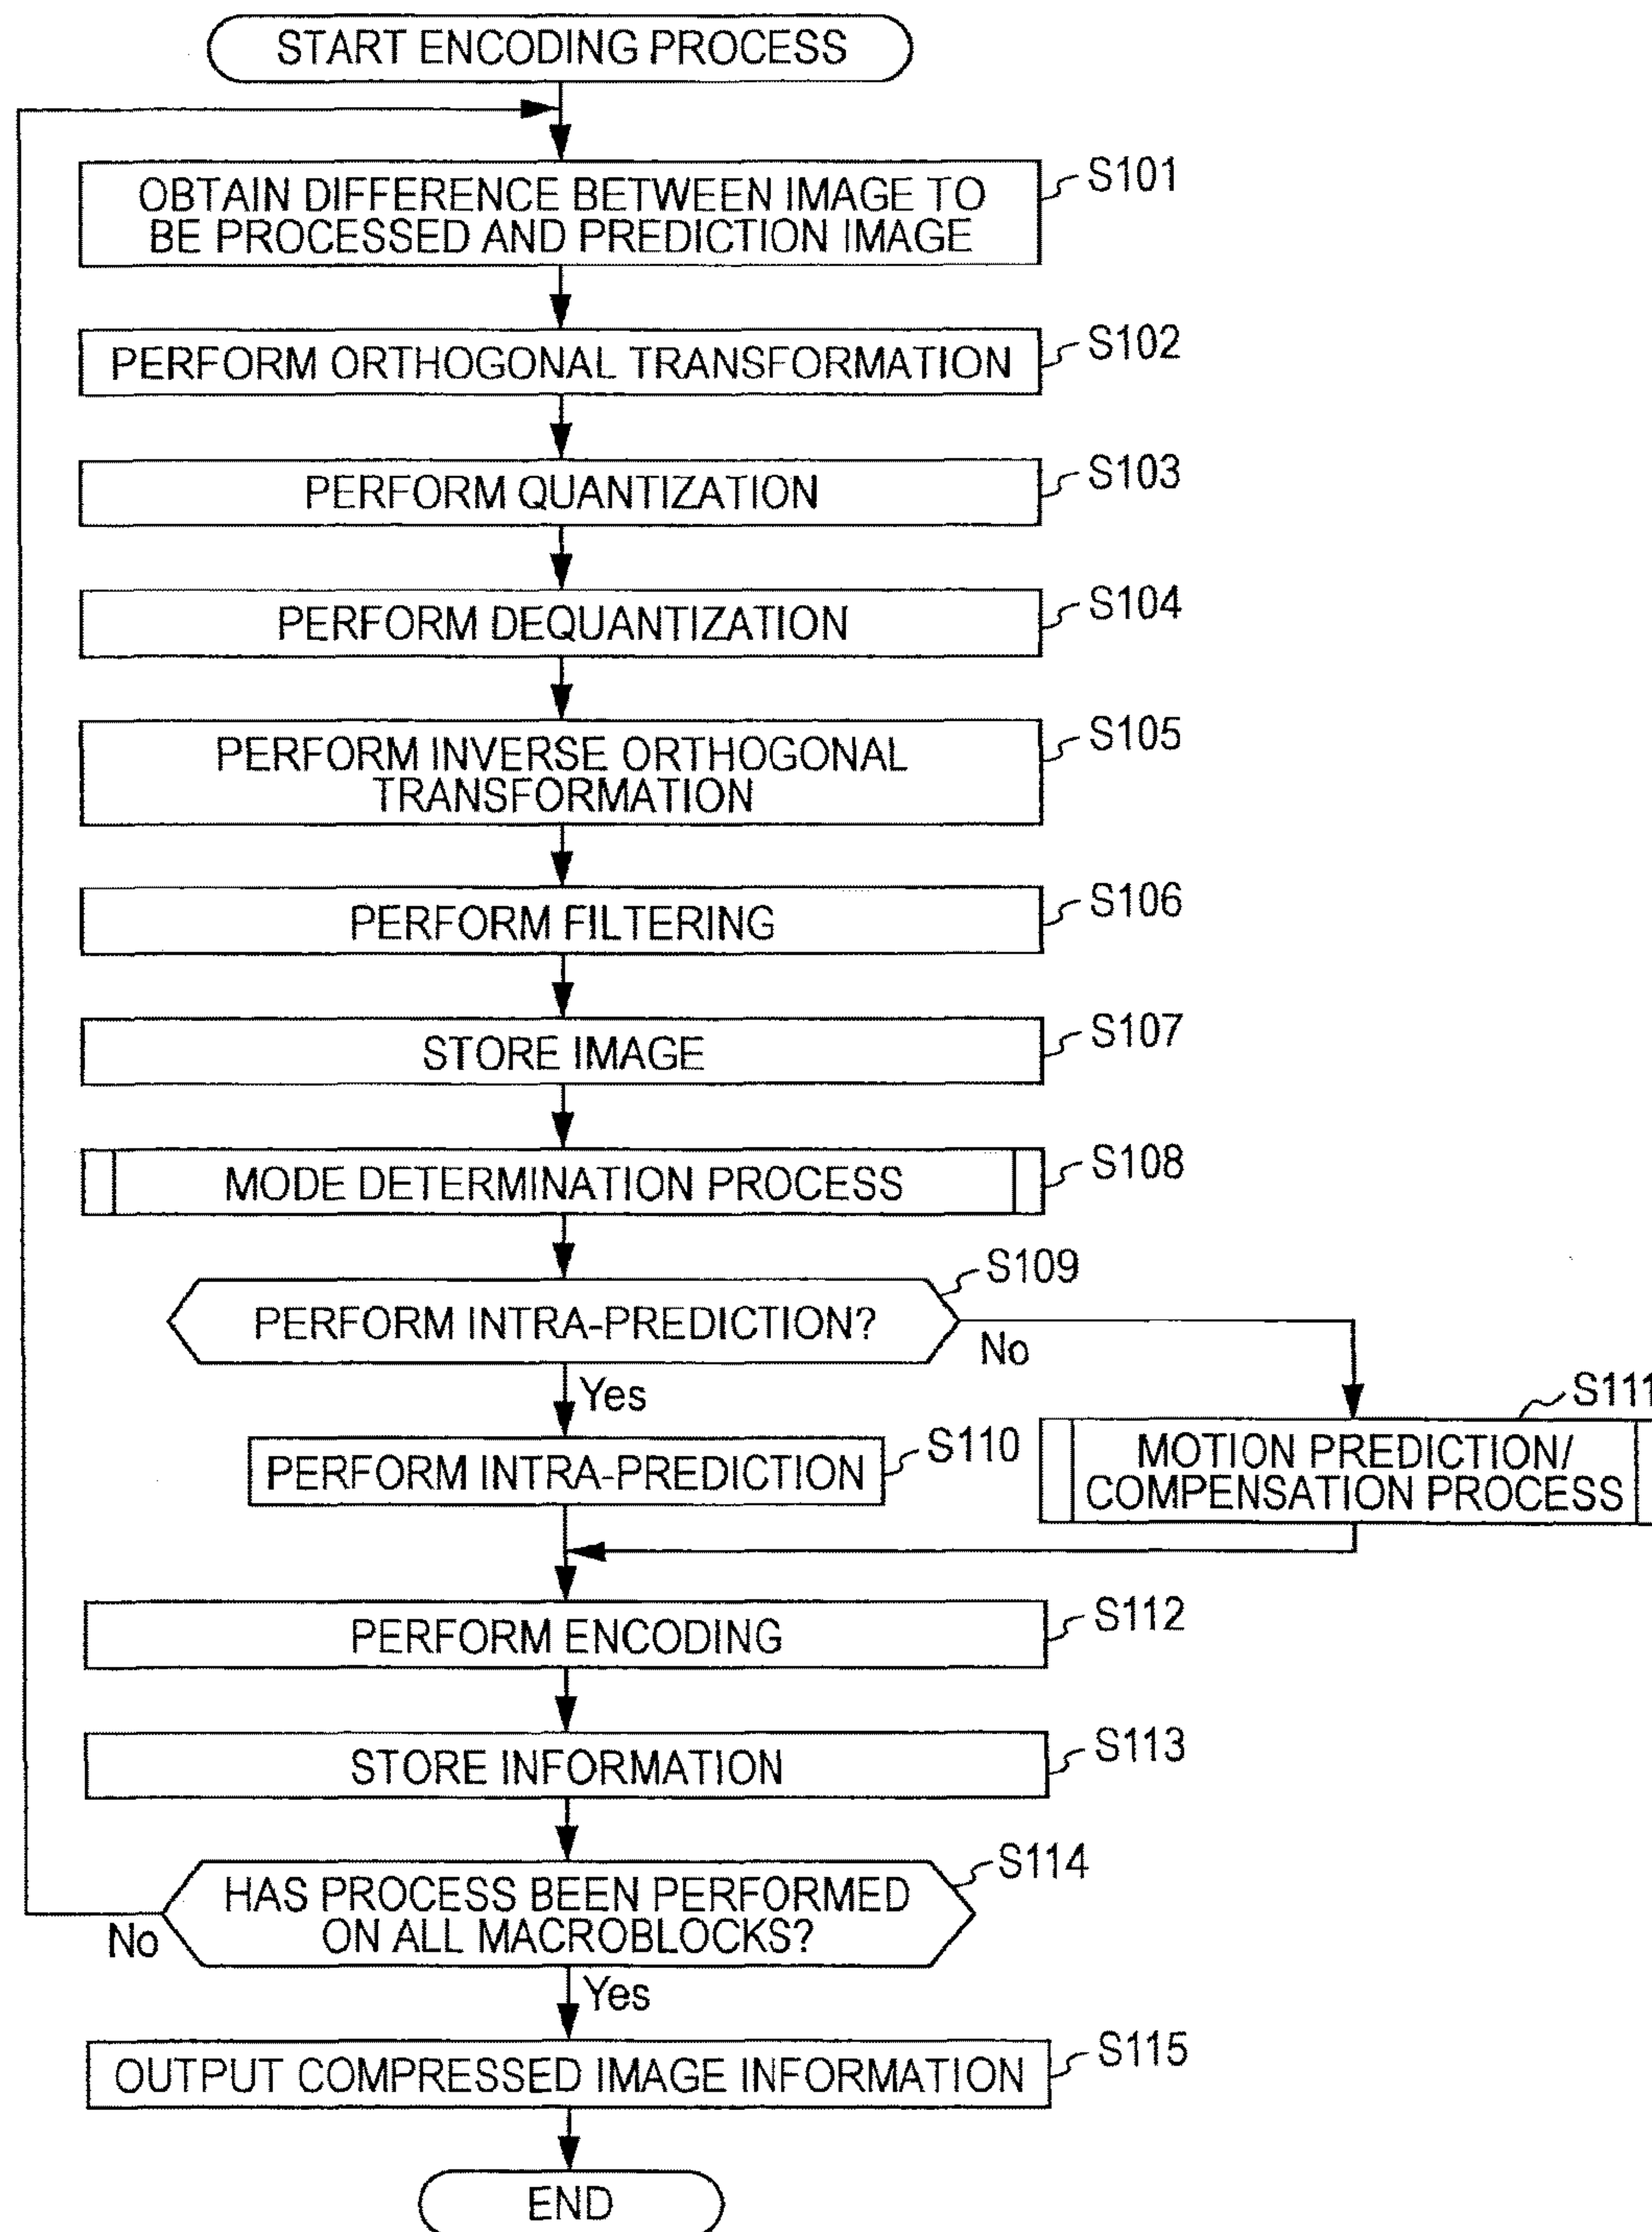 START ENCODING PROCESS
OBTAIN DIFFERENCE BETWEEN IMAGE TO
BE PROCESSED AND PREDICTION IMAGE
S101
PERFORM ORTHOGONAL TRANSFORMATION
S102
PERFORM QUANTIZATION
S103
PERFORM DEQUANTIZATION
S104
PERFORM INVERSE ORTHOGONAL
TRANSFORMATION
S105
PERFORM FILTERING
S106
STORE IMAGE
S107
MODE DETERMINATION PROCESS
S108
PERFORM INTRA-PREDICTION?
S109
No
Yes
PERFORM INTRA-PREDICTION
S110
S111
MOTION PREDICTION/
COMPENSATION PROCESS
PERFORM ENCODING
S112
STORE INFORMATION
S113
HAS PROCESS BEEN PERFORMED
ON ALL MACROBLOCKS?
S114
No
Yes
OUTPUT COMPRESSED IMAGE INFORMATION
S115
END